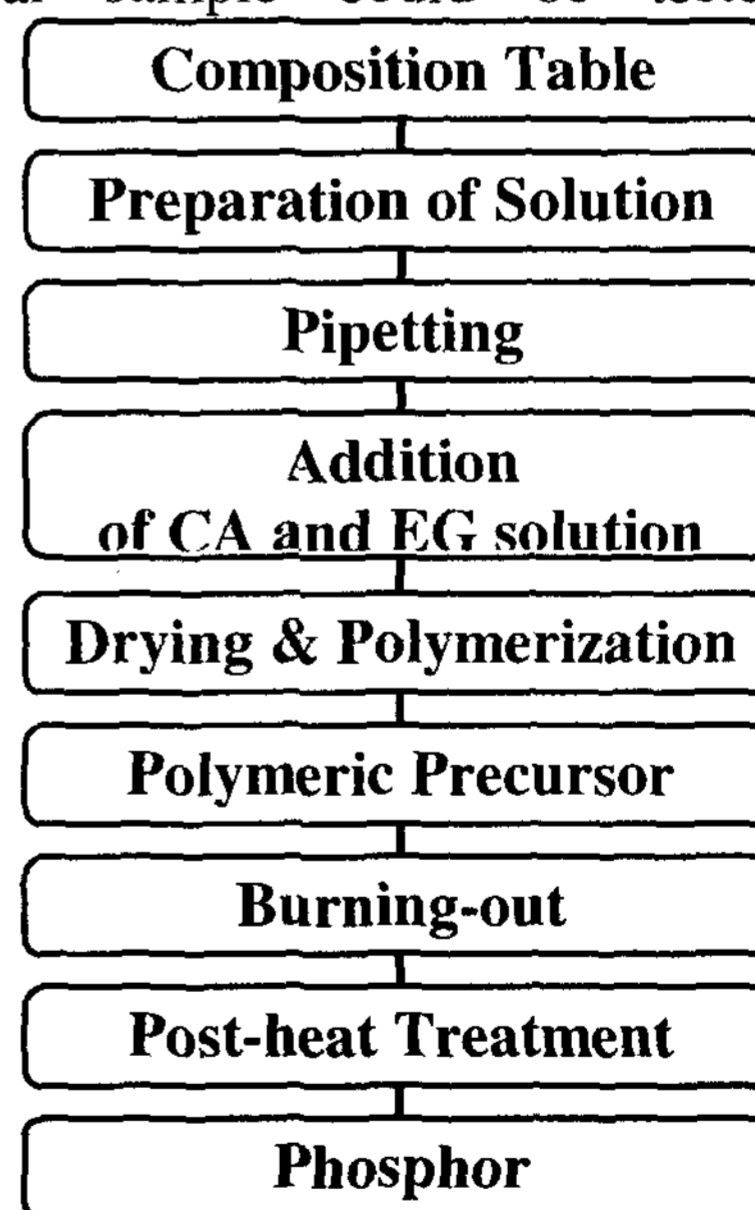 Composition Table
Preparation of Solution
Pipetting
Addition
of CA and EG solution
Drying & Polymerization
Polymeric Precursor
Burning-out
Post-heat Treatment
Phosphor